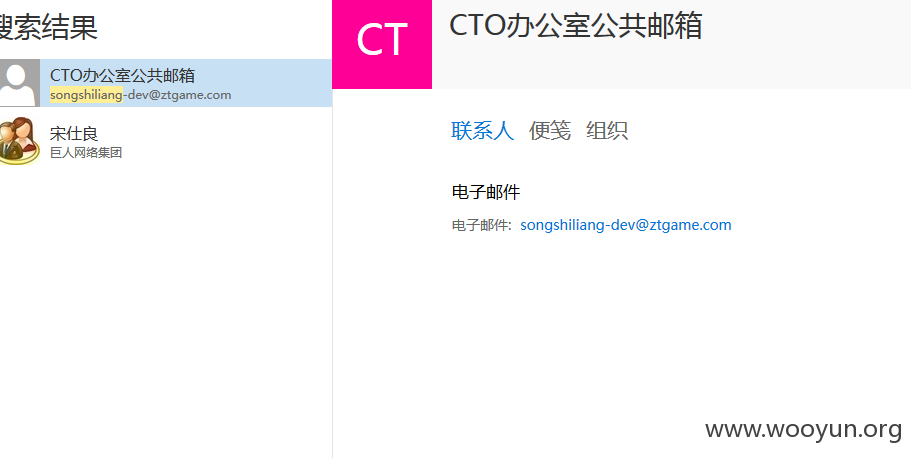 搜索结果
CTO办公室公共邮箱
songshiliang-dev@ztgame.com
宋仕良
巨人网络集团
CT
CTO办公室公共邮箱
联系人 便笺 组织
电子邮件
电子邮件: songshiliang-dev@ztgame.com
www.wooyun.org